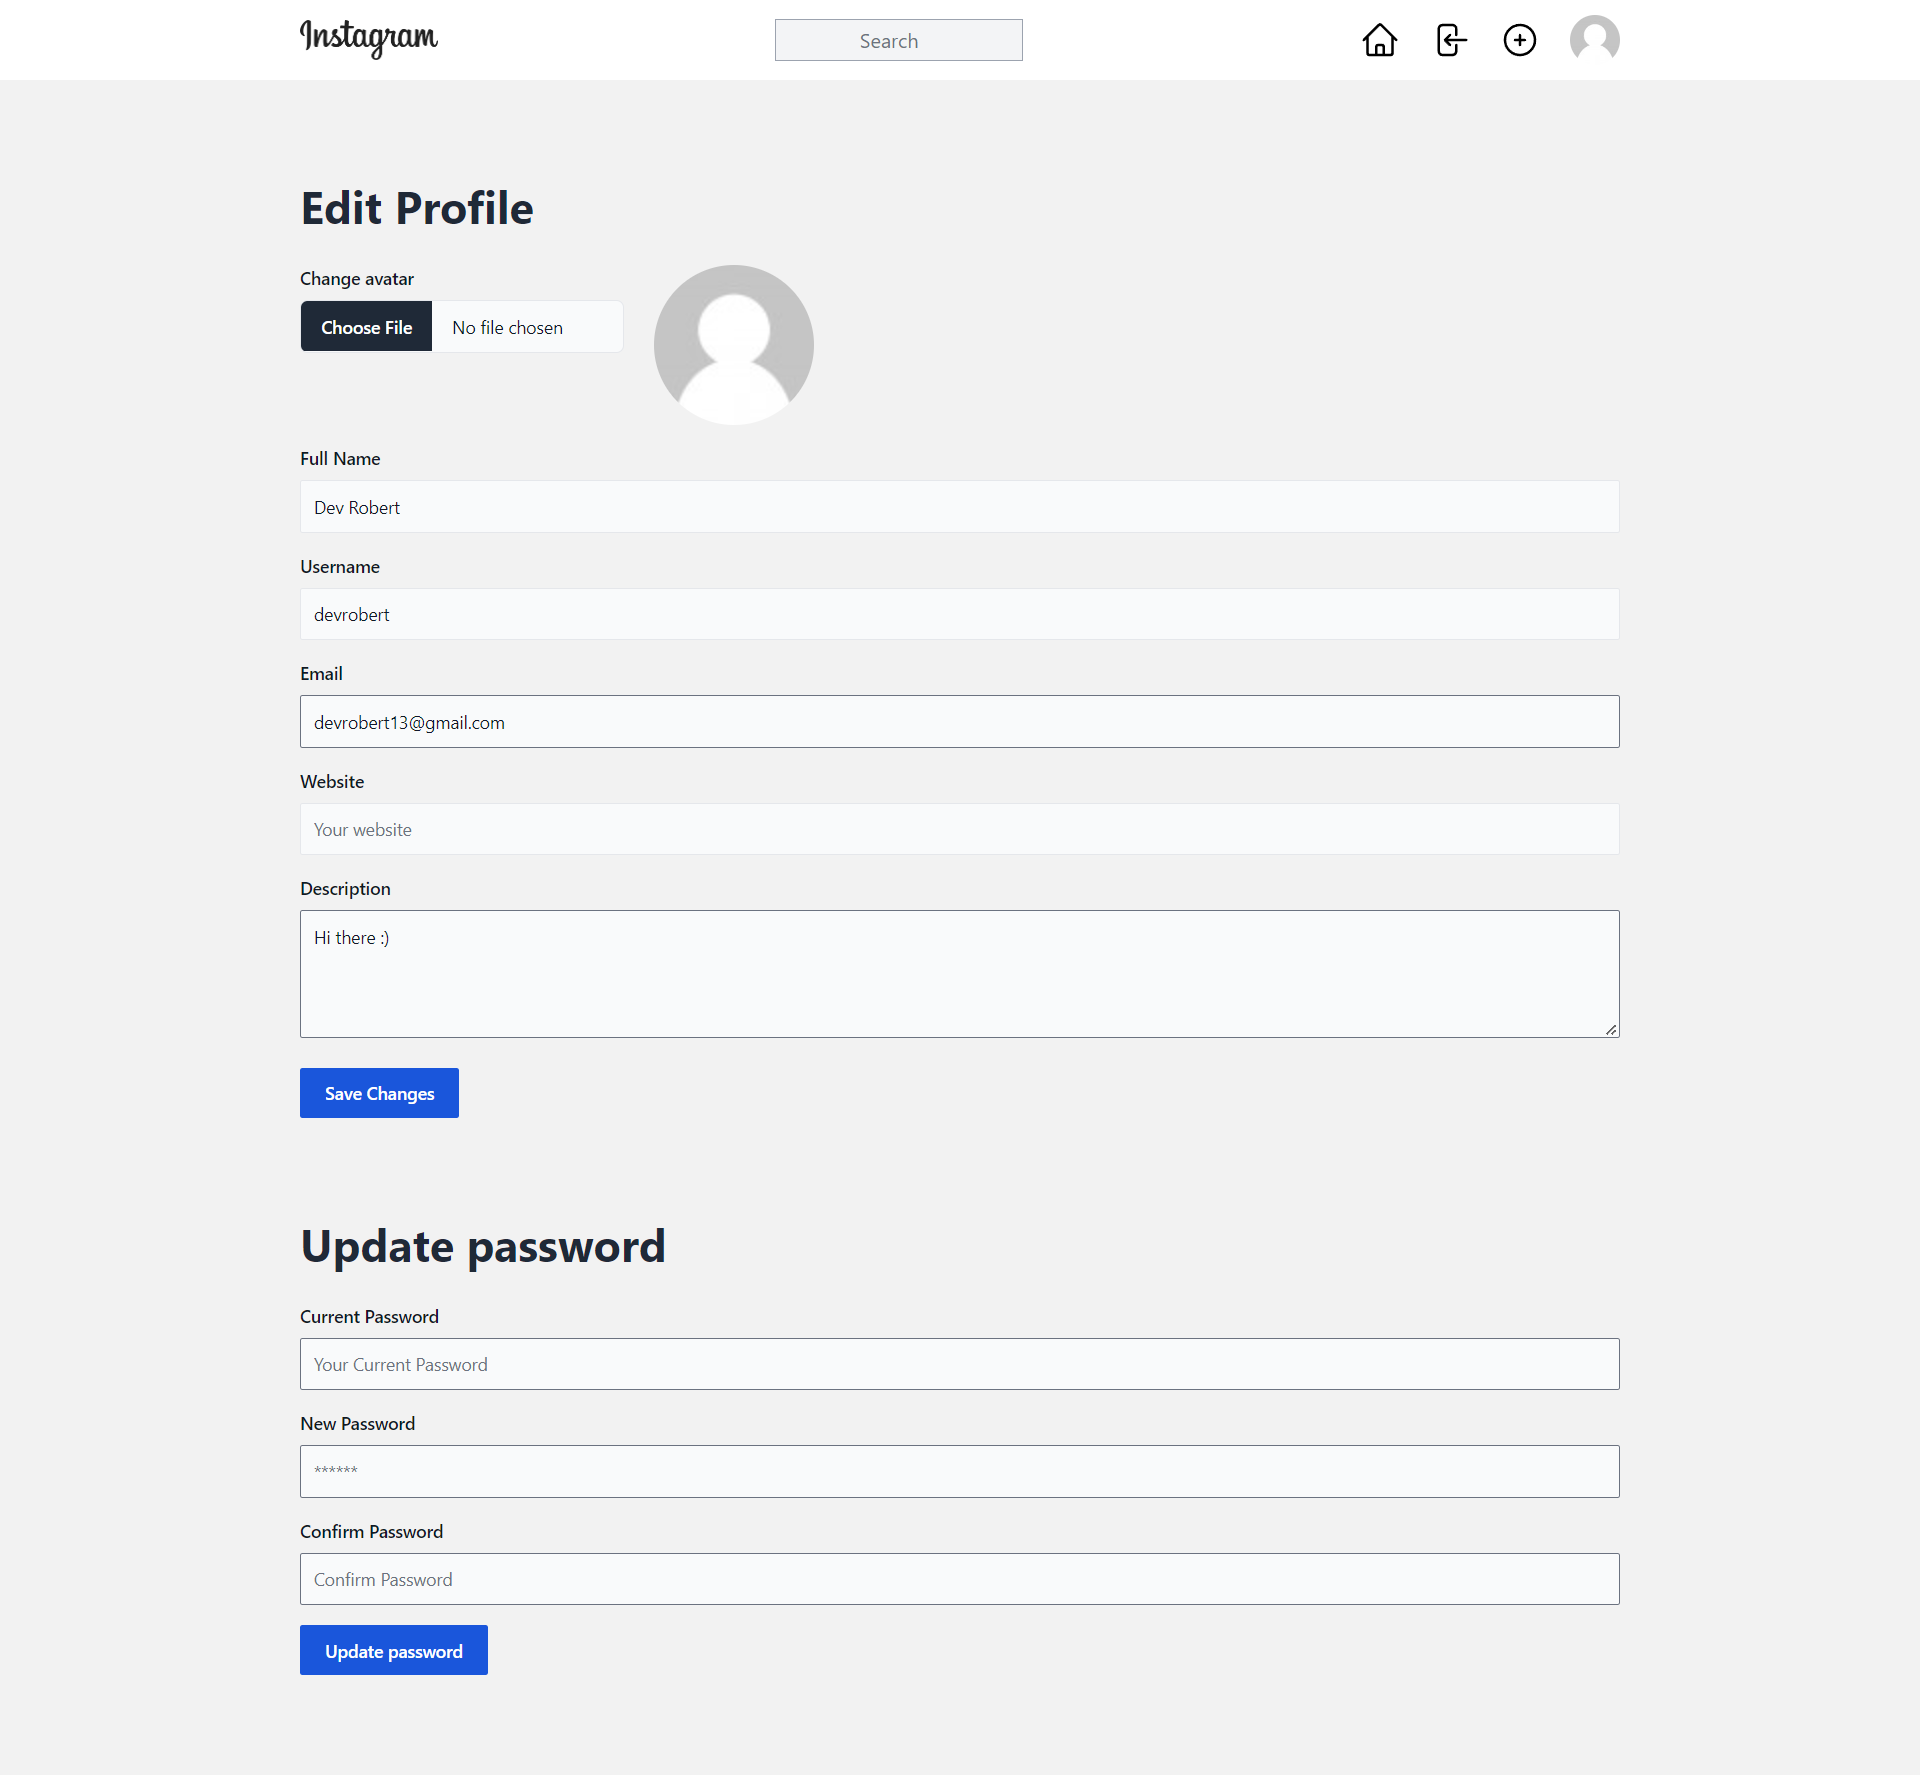 Instagram
Search
Edit Profile
Change avatar
Choose File No file chosen
Full Name
Dev Robert
Username
devrobert
Email
devrobert13@gmail.com
Website
Your website
Description
Hi there :)
Save Changes
Update password
Current Password
Your Current Password
New Password
******
Confirm Password
Confirm Password
Update password